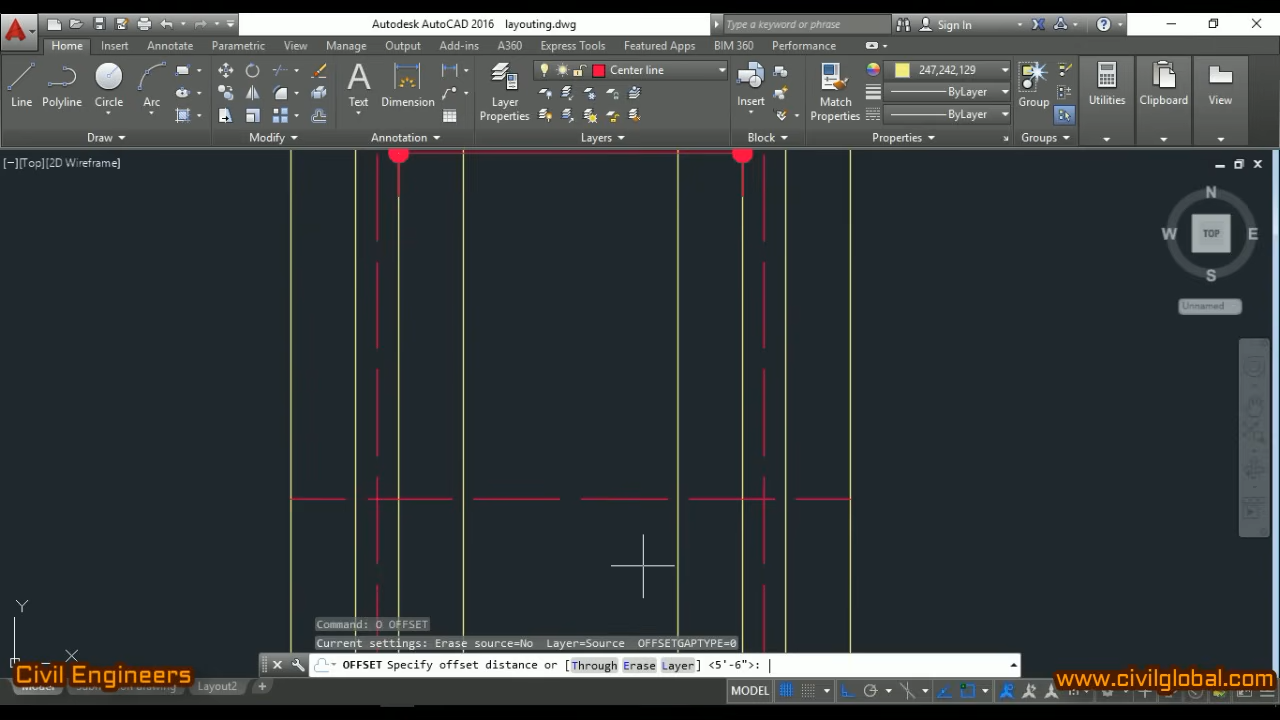 Autodesk AutoCAD 2016 layouting.dwg
Type a keyword or phrase
Sign In
Home Insert Annotate Parametric View Manage Output Add-ins A360 Express Tools Featured Apps BIM 360 Performance
Center line
247,242,129
ByLayer
ByLayer
Line Polyline Circle Arc Text Dimension Layer Properties Insert Match Properties Group Utilities Clipboard View
Draw Modify Annotation Layers Block Properties Groups
[−][Top][2D Wireframe]
N
W TOP E
S
Unnamed
Y
X
Command: O OFFSET
Current settings: Erase source=No Layer=Source OFFSETGAPTYPE=0
OFFSET Specify offset distance or [Through Erase Layer] <5'-6">:
Civil Engineers
www.civilglobal.com
Layout2
MODEL